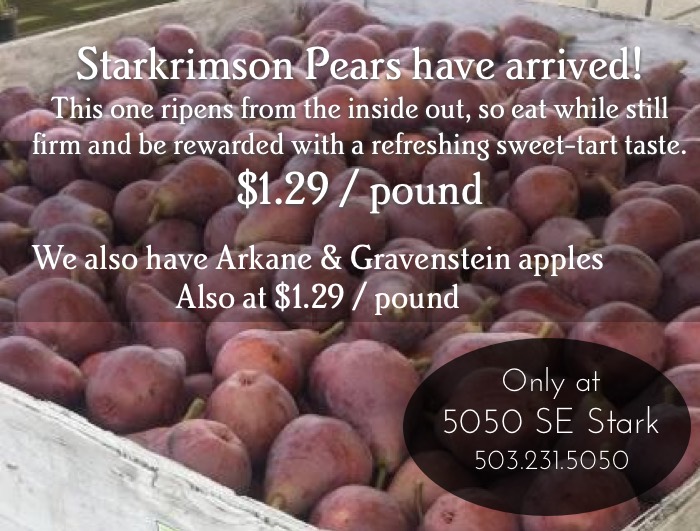 Starkrimson Pears have arrived!
This one ripens from the inside out, so eat while still
firm and be rewarded with a refreshing sweet-tart taste.
$1.29 / pound
We also have Arkane & Gravenstein apples
Also at $1.29 / pound
Only at
5050 SE Stark
503.231.5050